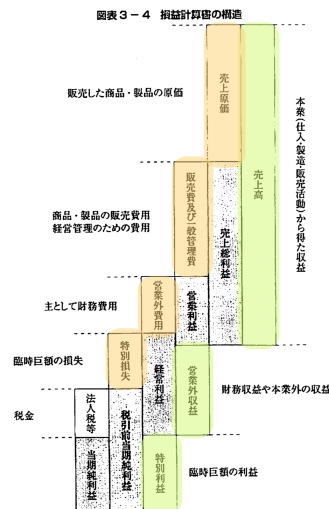 図表３－４ 損益計算書の構造
販売した商品・製品の原価
売上原価
売上高
本業(仕入・製造・販売活動)から得た収益
商品・製品の販売費用
経営管理のための費用
販売費及び一般管理費
売上総利益
主として財務費用
営業外費用
営業利益
臨時巨額の損失
特別損失
経常利益
営業外収益
財務収益や本業外の収益
税金
法人税等
税引前当期純利益
当期純利益
特別利益
臨時巨額の利益